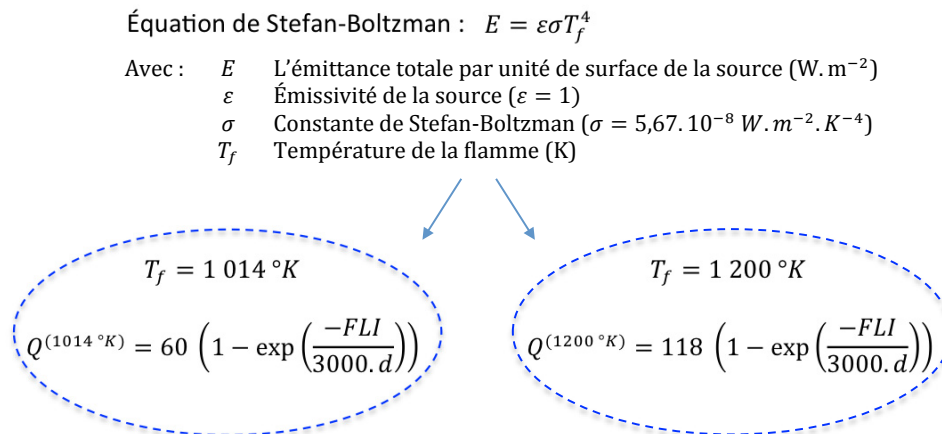 Équation de Stefan-Boltzman : E = εσT_f^4
Avec : E L'émittance totale par unité de surface de la source (W. m⁻²)
ε Émissivité de la source (ε = 1)
σ Constante de Stefan-Boltzman (σ = 5,67. 10⁻⁸ W. m⁻². K⁻⁴)
T_f Température de la flamme (K)
T_f = 1 014 °K
Q^(1014 °K) = 60 (1 − exp(−FLI/3000. d))
T_f = 1 200 °K
Q^(1200 °K) = 118 (1 − exp(−FLI/3000. d))